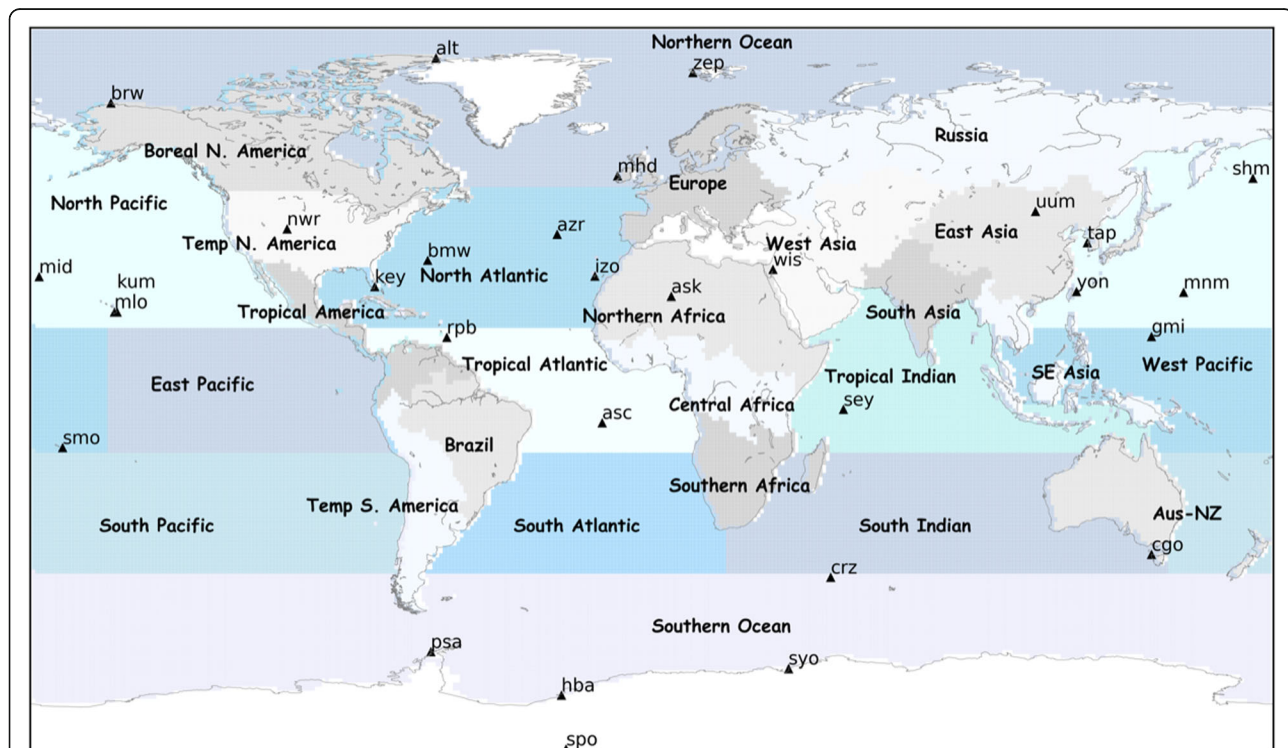 Northern Ocean
alt
zep
brw
Russia
Boreal N. America
mhd
shm
Europe
North Pacific
uum
nwr
azr
East Asia
tap
Temp N. America
West Asia
bmw
wis
mid
North Atlantic
izo
key
kum
ask
yon
mnm
mlo
Tropical America
Northern Africa
South Asia
rpb
gmi
Tropical Atlantic
West Pacific
SE Asia
East Pacific
Tropical Indian
Central Africa
sey
asc
smo
Brazil
Southern Africa
Temp S. America
Aus-NZ
South Pacific
South Atlantic
South Indian
cgo
crz
Southern Ocean
psa
syo
hba
spo